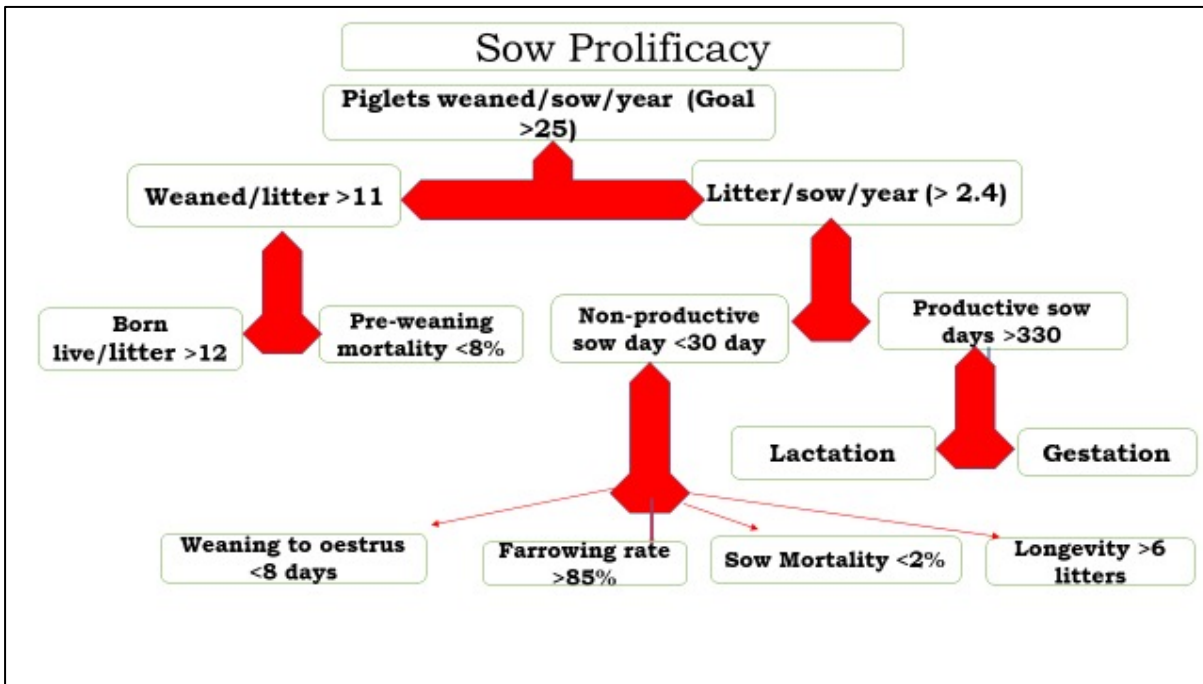 Sow Prolificacy
Piglets weaned/sow/year (Goal
>25)
Weaned/litter >11
Litter/sow/year (> 2.4)
Born
live/litter >12
Pre-weaning
mortality <8%
Non-productive
sow day <30 day
Productive sow
days >330
Lactation
Gestation
Weaning to oestrus
<8 days
Farrowing rate
>85%
Sow Mortality <2%
Longevity >6
litters